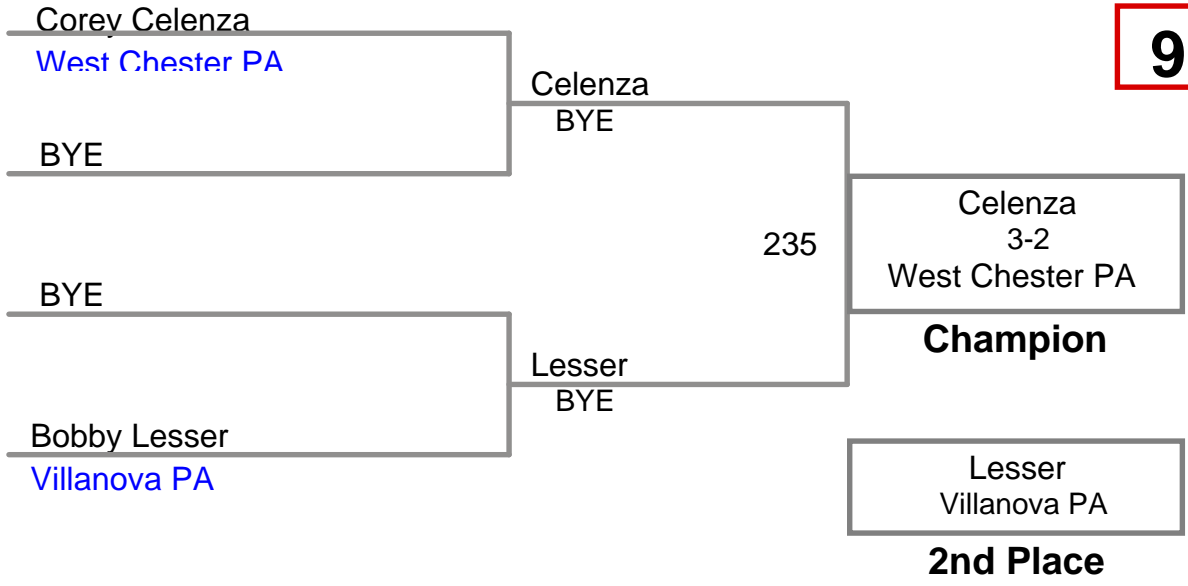 Corey Celenza
West Chester PA
9
Celenza
BYE
BYE
235
Celenza
3-2
West Chester PA
BYE
Champion
Lesser
BYE
Bobby Lesser
Villanova PA
Lesser
Villanova PA
2nd Place